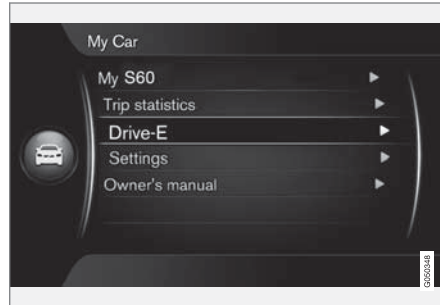 My Car
My S60
Trip statistics
Drive-E
Settings
Owner's manual
G050348